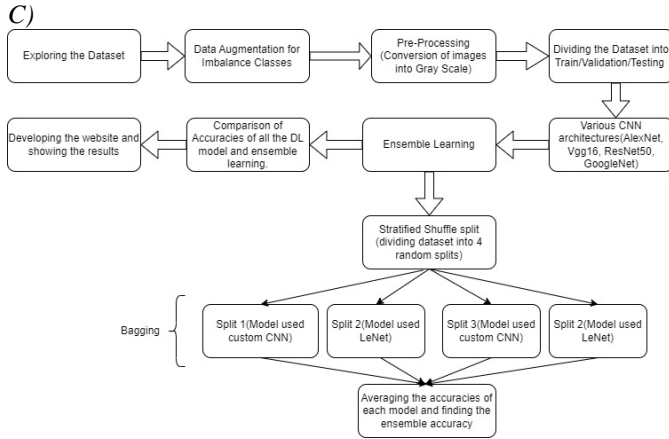 C)
Exploring the Dataset
Data Augmentation for
Imbalance Classes
Pre-Processing
(Conversion of images
into Gray Scale)
Dividing the Dataset into
Train/Validation/Testing
Developing the website and
showing the results
Comparison of
Accuracies of all the DL
model and ensemble
learning.
Ensemble Learning
Various CNN
architectures(AlexNet,
Vgg16, ResNet50,
GoogleNet)
Stratified Shuffle split
(dividing dataset into 4
random splits)
Bagging
Split 1(Model used
custom CNN)
Split 2(Model used
LeNet)
Split 3(Model used
custom CNN)
Split 2(Model used
LeNet)
Averaging the accuracies of
each model and finding the
ensemble accuracy